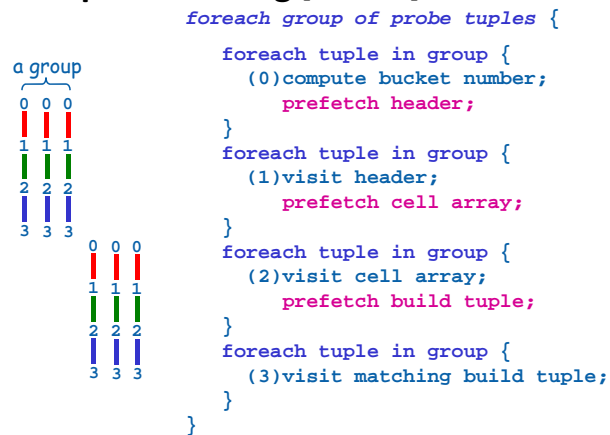 foreach group of probe tuples {
foreach tuple in group {
(0)compute bucket number;
prefetch header;
}
foreach tuple in group {
(1)visit header;
prefetch cell array;
}
foreach tuple in group {
(2)visit cell array;
prefetch build tuple;
}
foreach tuple in group {
(3)visit matching build tuple;
}
}
a group
0 0 0
1 1 1
2 2 2
3 3 3
0 0 0
1 1 1
2 2 2
3 3 3